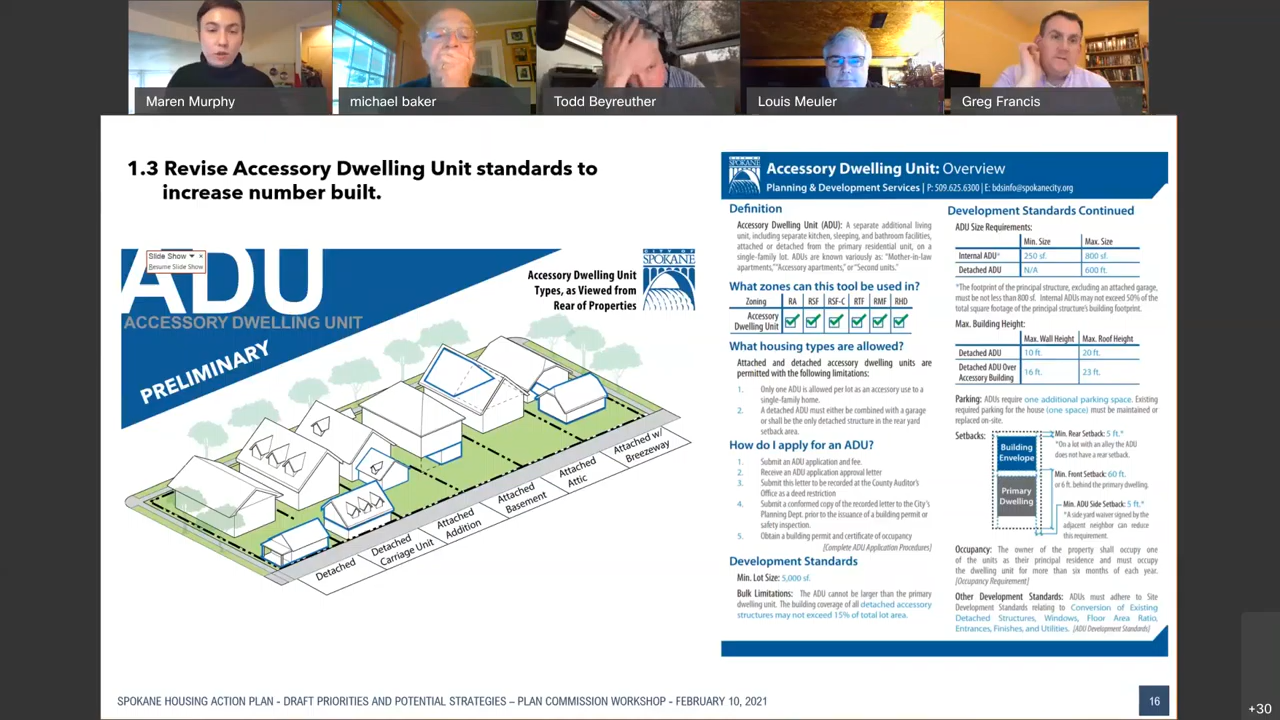 Maren Murphy
michael baker
Todd Beyreuther
Louis Meuler
Greg Francis
1.3 Revise Accessory Dwelling Unit standards to
increase number built.
ADU
Slide Show
Resume Slide Show
ACCESSORY DWELLING UNIT
PRELIMINARY
Accessory Dwelling Unit
Types, as Viewed from
Rear of Properties
CITY OF
SPOKANE
Detached
Detached
Carriage Unit
Attached
Addition
Attached
Basement
Attached
Attic
Attached w/
Breezeway
CITY OF
SPOKANE
Accessory Dwelling Unit: Overview
Planning & Development Services | P: 509.625.6300 | E: bdsinfo@spokanecity.org
Definition
Accessory Dwelling Unit (ADU): A separate additional living
unit, including separate kitchen, sleeping, and bathroom facilities,
attached or detached from the primary residential unit, on a
single-family lot. ADUs are known variously as: "Mother-in-law
apartments," "Accessory apartments," or "Second units."
What zones can this tool be used in?
Zoning RA RSF RSF-C RTF RMF RHD
Accessory
Dwelling Unit
What housing types are allowed?
Attached and detached accessory dwelling units are
permitted with the following limitations:
1. Only one ADU is allowed per lot as an accessory use to a
single-family home.
2. A detached ADU must either be combined with a garage
or shall be the only detached structure in the rear yard
setback area.
How do I apply for an ADU?
1. Submit an ADU application and fee.
2. Receive an ADU application approval letter
3. Submit this letter to be recorded at the County Auditor's
Office as a deed restriction
4. Submit a conformed copy of the recorded letter to the City's
Planning Dept. prior to the issuance of a building permit or
safety inspection.
5. Obtain a building permit and certificate of occupancy
[Complete ADU Application Procedures]
Development Standards
Min. Lot Size: 5,000 sf.
Bulk Limitations: The ADU cannot be larger than the primary
dwelling unit. The building coverage of all detached accessory
structures may not exceed 15% of total lot area.
Development Standards Continued
ADU Size Requirements:
Min. Size Max. Size
Internal ADU* 250 sf. 800 sf.
Detached ADU N/A 600 ft.
*The footprint of the principal structure, excluding an attached garage,
must be not less than 800 sf. Internal ADUs may not exceed 50% of the
total square footage of the principal structure's building footprint.
Max. Building Height:
Max. Wall Height Max. Roof Height
Detached ADU 10 ft. 20 ft.
Detached ADU Over
Accessory Building 16 ft. 23 ft.
Parking: ADUs require one additional parking space. Existing
required parking for the house (one space) must be maintained or
replaced on-site.
Setbacks:
Building
Envelope
Primary
Dwelling
Min. Rear Setback: 5 ft.*
*On a lot with an alley the ADU
does not have a rear setback.
Min. Front Setback: 60 ft.
or 6 ft. behind the primary dwelling.
Min. ADU Side Setback: 5 ft.*
*A side yard waiver signed by the
adjacent neighbor can reduce
this requirement.
Occupancy: The owner of the property shall occupy one
of the units as their principal residence and must occupy
the dwelling unit for more than six months of each year.
[Occupancy Requirement]
Other Development Standards: ADUs must adhere to Site
Development Standards relating to Conversion of Existing
Detached Structures, Windows, Floor Area Ratio,
Entrances, Finishes, and Utilities. [ADU Development Standards]
SPOKANE HOUSING ACTION PLAN - DRAFT PRIORITIES AND POTENTIAL STRATEGIES – PLAN COMMISSION WORKSHOP - FEBRUARY 10, 2021
16
+30